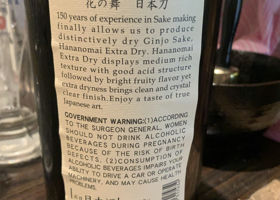 花の舞 日本刀
150 years of experience in Sake making
finally allows us to produce
distinctively dry Ginjo Sake,
Hananomai Extra Dry. Hananomai
Extra Dry displays medium rich
texture with good acid structure
followed by bright fruity flavor yet
extra dryness brings clean and crystal
clear finish.Enjoy a taste of true
Japanese art.
GOVERNMENT WARNING:(1)ACCORDING
TO THE SURGEON GENERAL, WOMEN
SHOULD NOT DRINK ALCOHOLIC
BEVERAGES DURING PREGNANCY
BECAUSE OF THE RISK OF BIRTH
DEFECTS. (2)CONSUMPTION OF
ALCOHOLIC BEVERAGES IMPAIRS YOUR
ABILITY TO DRIVE A CAR OR OPERATE
MACHINERY, AND MAY CAUSE HEALTH
PROBLEMS.